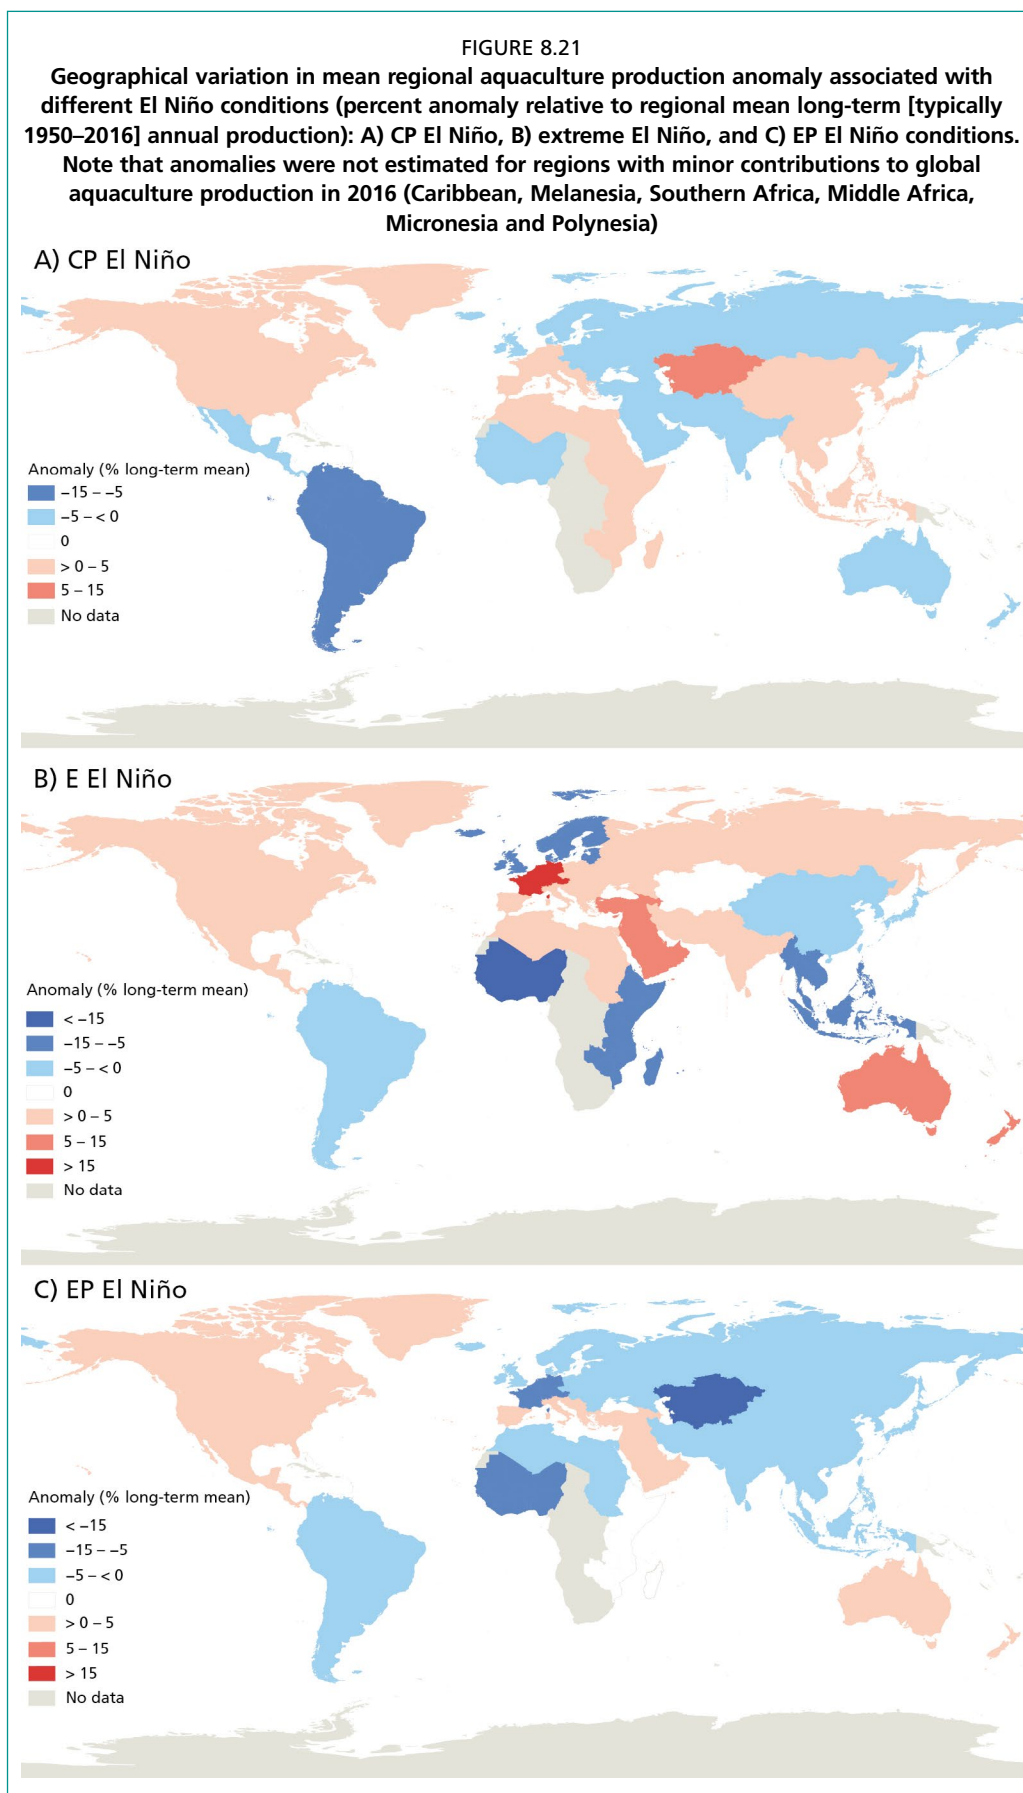 FIGURE 8.21
Geographical variation in mean regional aquaculture production anomaly associated with
different El Niño conditions (percent anomaly relative to regional mean long-term [typically
1950–2016] annual production): A) CP El Niño, B) extreme El Niño, and C) EP El Niño conditions.
Note that anomalies were not estimated for regions with minor contributions to global
aquaculture production in 2016 (Caribbean, Melanesia, Southern Africa, Middle Africa,
Micronesia and Polynesia)
A) CP El Niño
Anomaly (% long-term mean)
−15 – −5
−5 – < 0
0
> 0 – 5
5 – 15
No data
B) E El Niño
Anomaly (% long-term mean)
< −15
−15 – −5
−5 – < 0
0
> 0 – 5
5 – 15
> 15
No data
C) EP El Niño
Anomaly (% long-term mean)
< −15
−15 – −5
−5 – < 0
0
> 0 – 5
5 – 15
> 15
No data